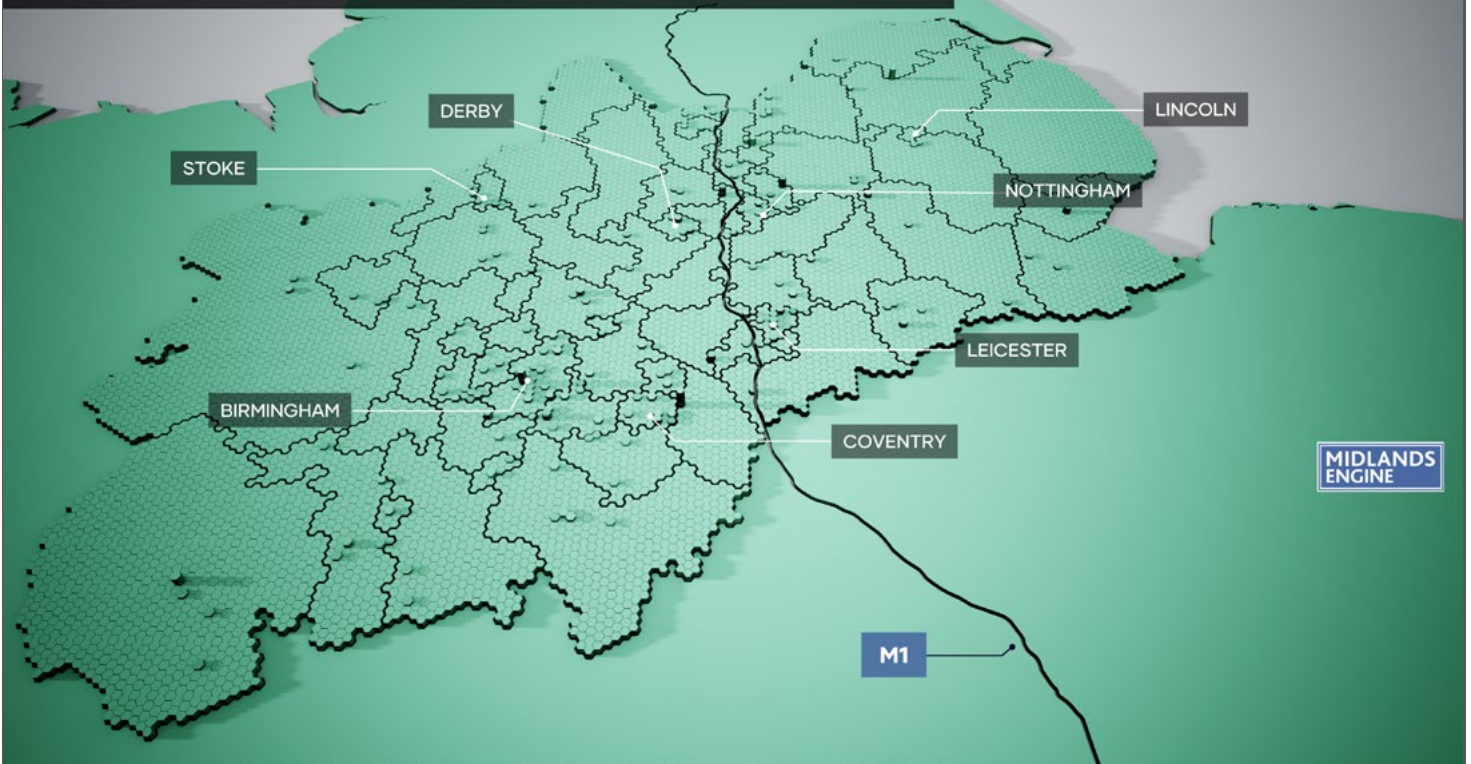 DERBY
LINCOLN
STOKE
NOTTINGHAM
LEICESTER
BIRMINGHAM
COVENTRY
MIDLANDS
ENGINE
M1